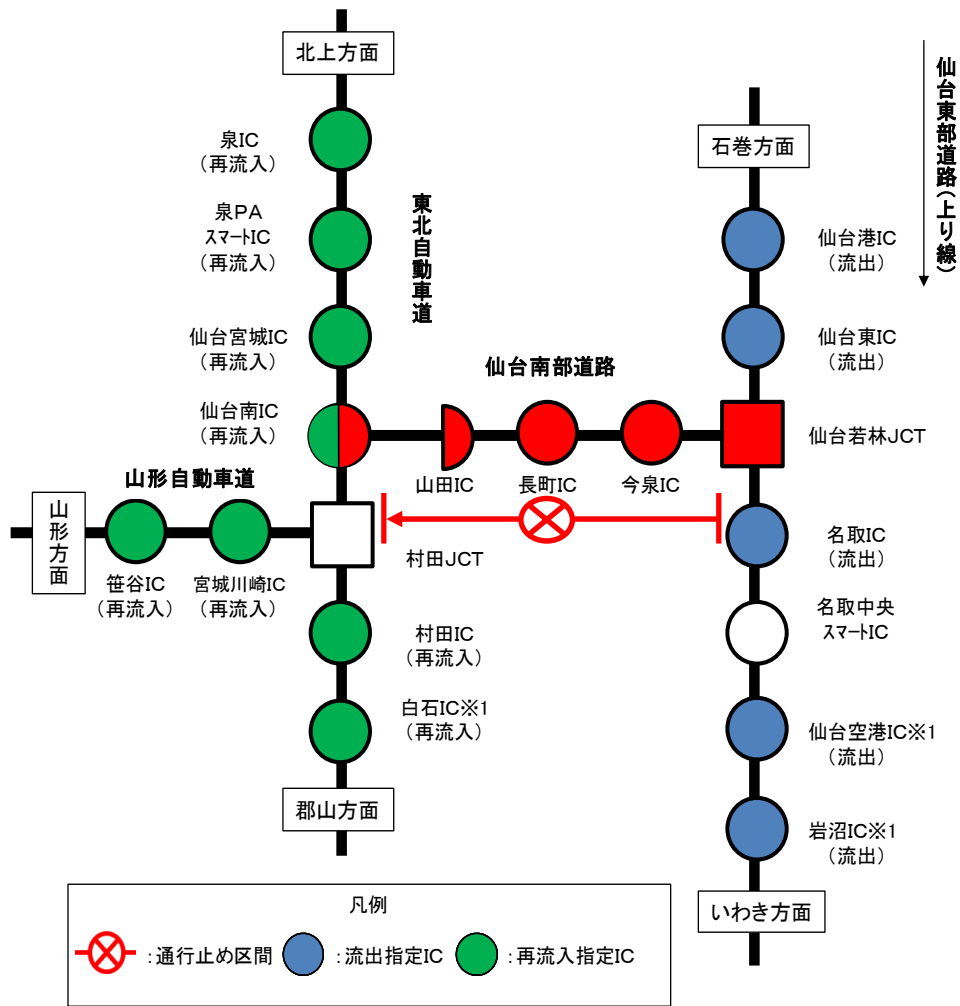 北上方面
泉IC
(再流入)
泉PA
スマートIC
(再流入)
仙台宮城IC
(再流入)
仙台南IC
(再流入)
東北自動車道
石巻方面
仙台東部道路(上り線)
仙台港IC
(流出)
仙台東IC
(流出)
仙台南部道路
山田IC
長町IC
今泉IC
仙台若林JCT
山形自動車道
山形方面
笹谷IC
(再流入)
宮城川崎IC
(再流入)
村田JCT
名取IC
(流出)
名取中央
スマートIC
村田IC
(再流入)
白石IC※1
(再流入)
仙台空港IC※1
(流出)
郡山方面
岩沼IC※1
(流出)
いわき方面
凡例
:通行止め区間
:流出指定IC
:再流入指定IC